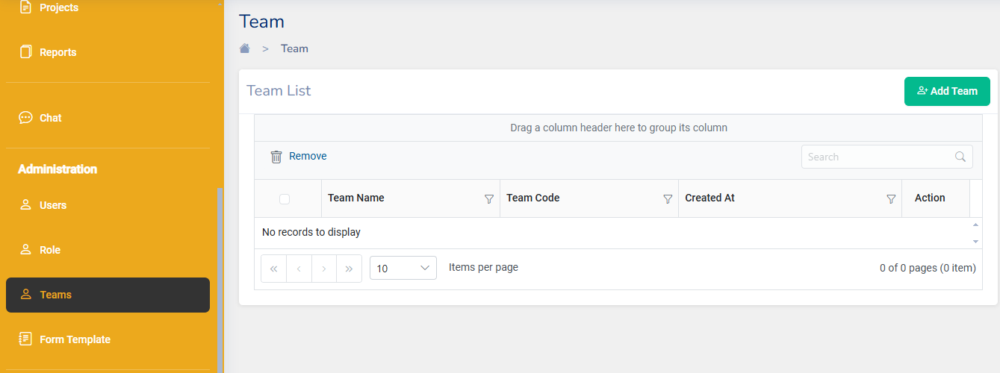 Projects
Reports
Chat
Administration
Users
Role
Teams
Form Template
Team
> Team
Team List
Add Team
Drag a column header here to group its column
Remove
Search
Team Name Team Code Created At Action
No records to display
« ‹ › » 10 Items per page 0 of 0 pages (0 item)